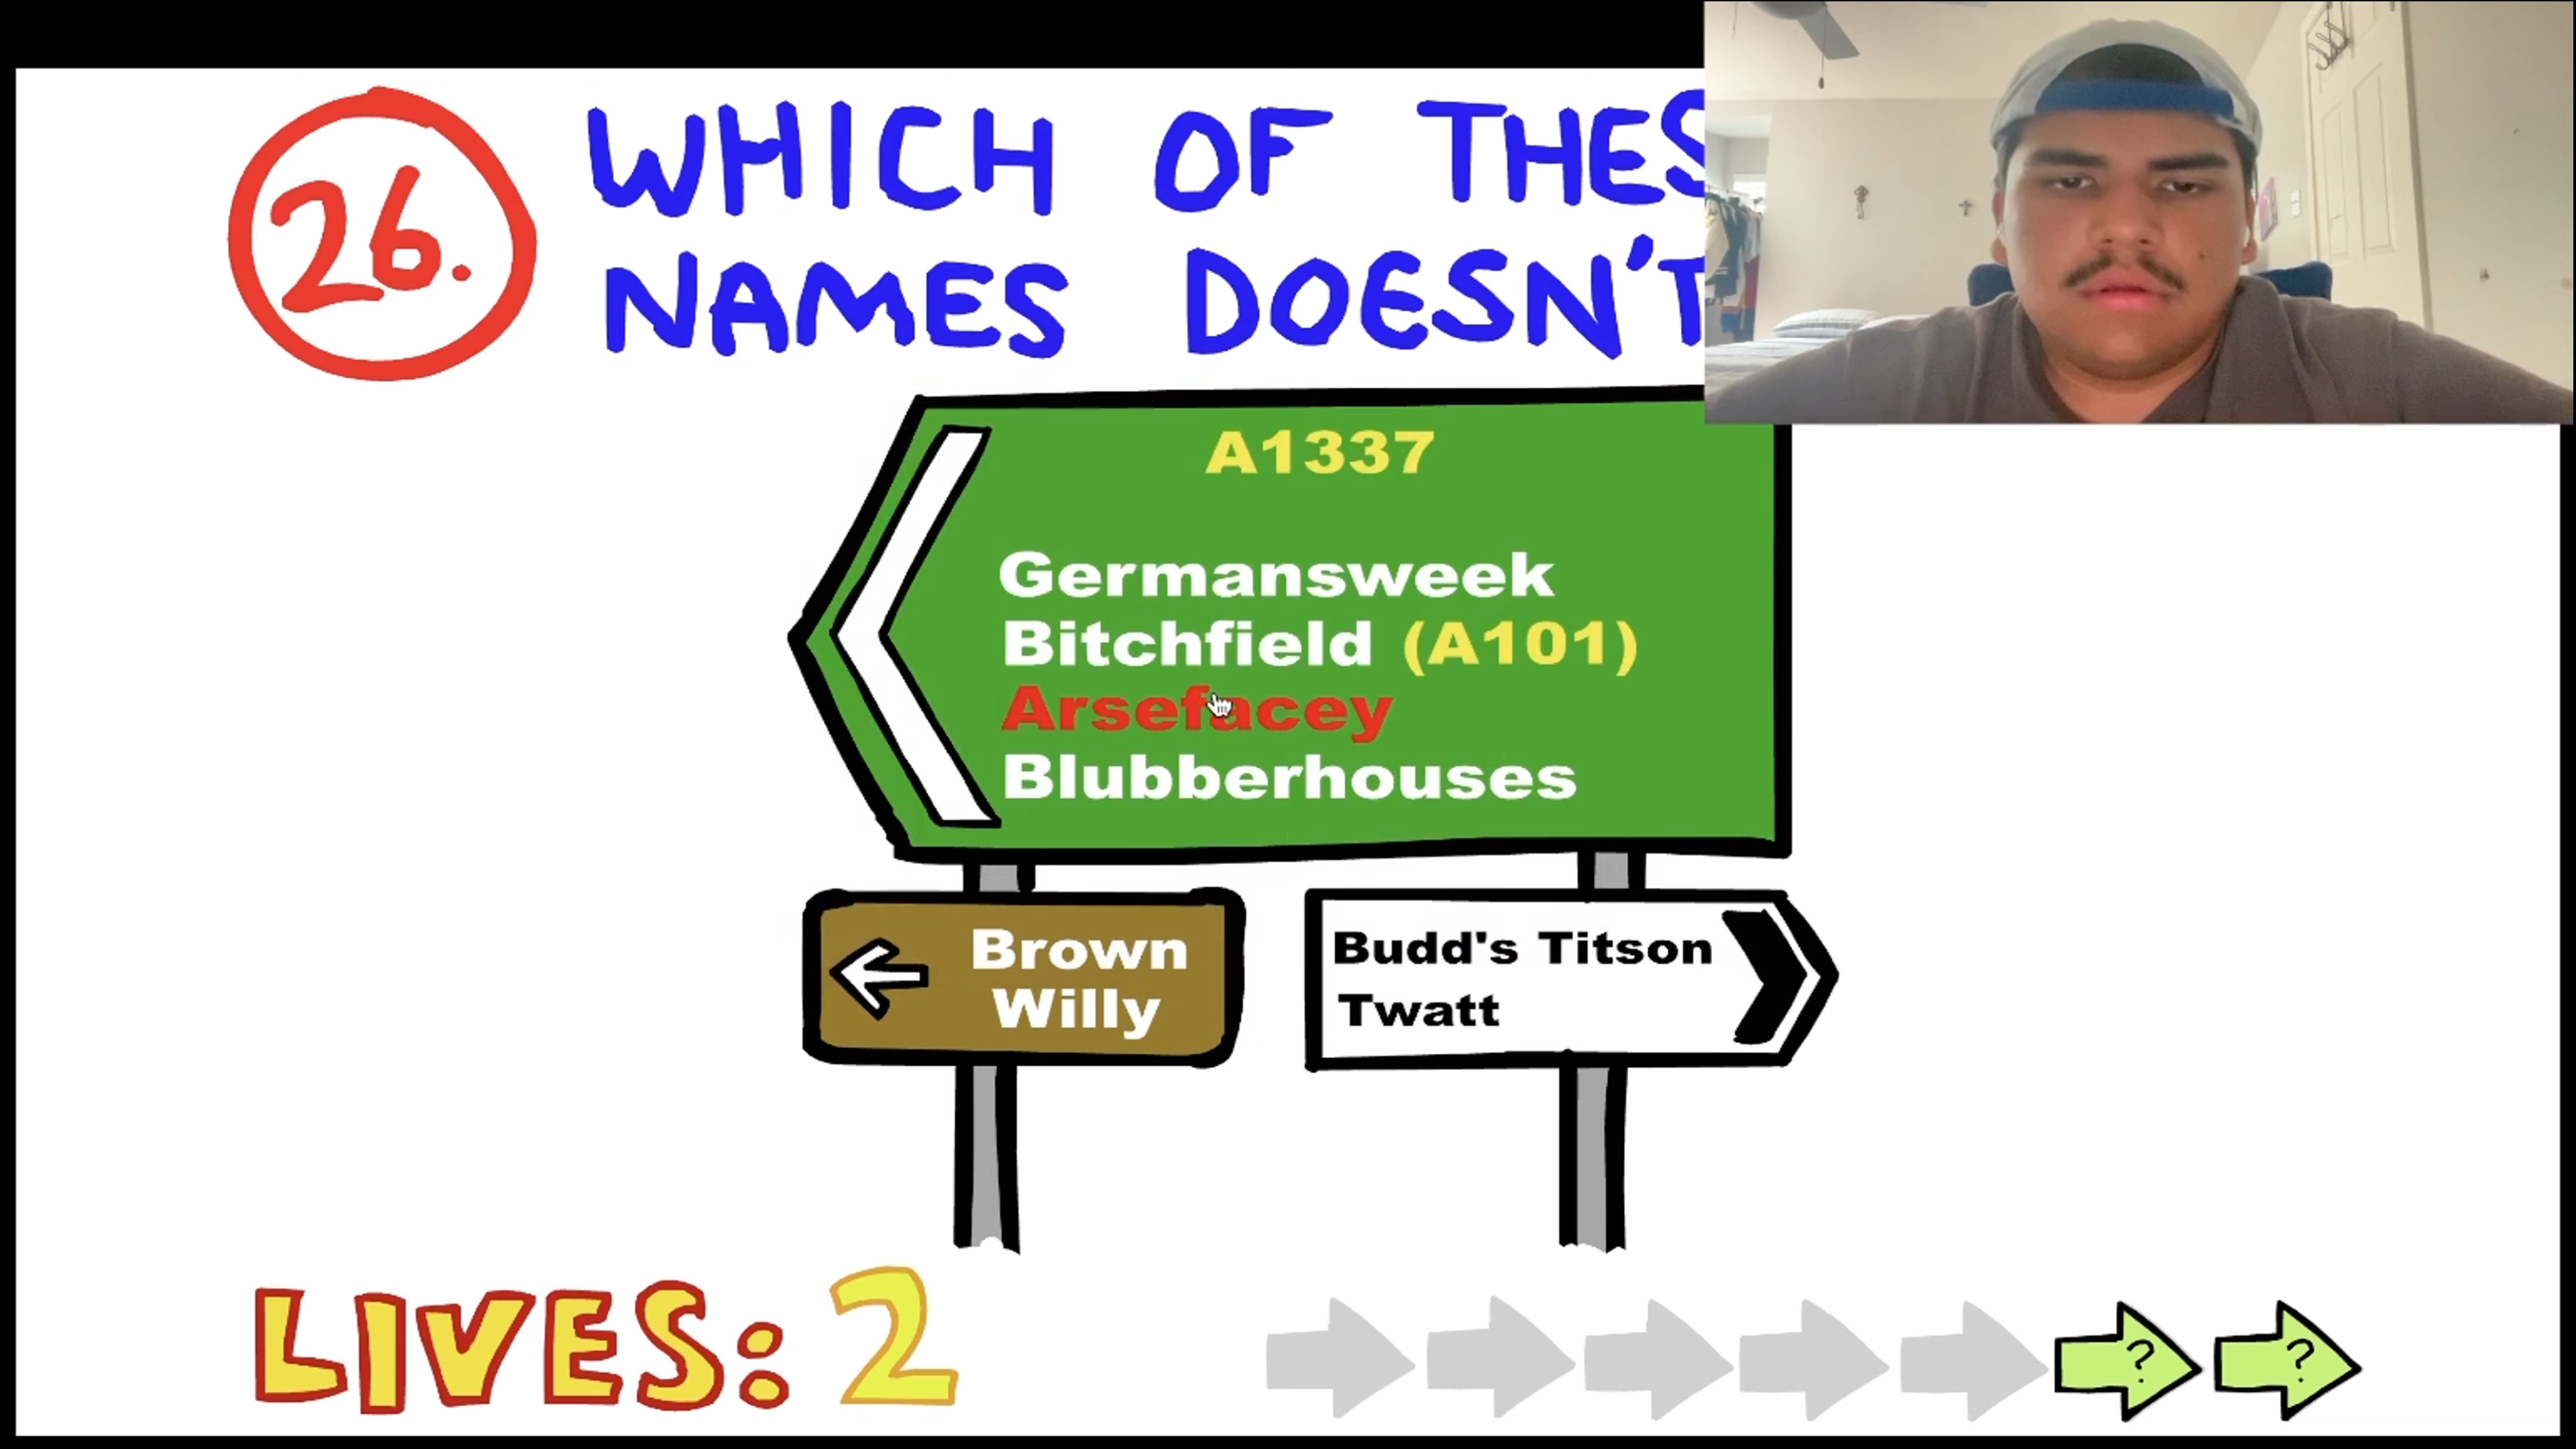 26.
WHICH OF THES
NAMES DOESN'T
A1337
Germansweek
Bitchfield (A101)
Arsefacey
Blubberhouses
Brown
Willy
Budd's Titson
Twatt
LIVES: 2
? ?